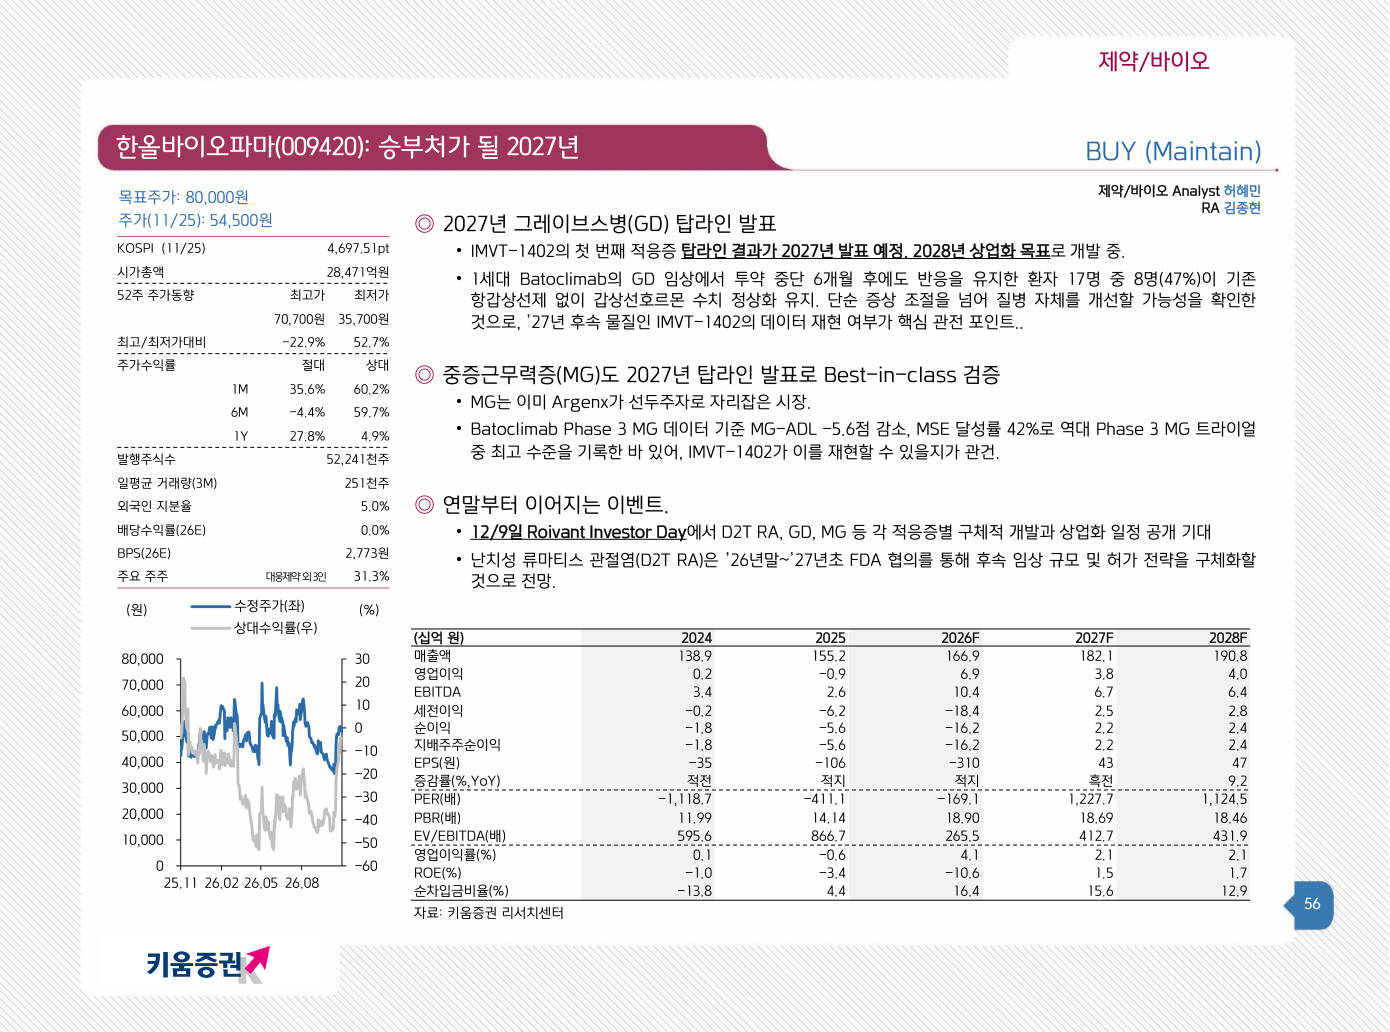 제약/바이오
한올바이오파마(009420): 승부처가 될 2027년
BUY (Maintain)
목표주가: 80,000원
주가(11/25): 54,500원
제약/바이오 Analyst 허혜민
RA 김종현
KOSPI (11/25) 4,697.51pt
시가총액 28,471억원
52주 주가동향 최고가 최저가
70,700원 35,700원
최고/최저가대비 -22.9% 52.7%
주가수익률 절대 상대
1M 35.6% 60.2%
6M -4.4% 59.7%
1Y 27.8% 4.9%
발행주식수 52,241천주
일평균 거래량(3M) 251천주
외국인 지분율 5.0%
배당수익률(26E) 0.0%
BPS(26E) 2,773원
주요 주주 대웅제약 외 3인 31.3%
(원) 수정주가(좌) (%)
상대수익률(우)
80,000 30
70,000 20
60,000 10
50,000 0
40,000 -10
30,000 -20
20,000 -30
10,000 -40
0 -50
-60
25.11 26.02 26.05 26.08
◎ 2027년 그레이브스병(GD) 탑라인 발표
• IMVT-1402의 첫 번째 적응증 탑라인 결과가 2027년 발표 예정. 2028년 상업화 목표로 개발 중.
• 1세대 Batoclimab의 GD 임상에서 투약 중단 6개월 후에도 반응을 유지한 환자 17명 중 8명(47%)이 기존
항갑상선제 없이 갑상선호르몬 수치 정상화 유지. 단순 증상 조절을 넘어 질병 자체를 개선할 가능성을 확인한
것으로, ’27년 후속 물질인 IMVT-1402의 데이터 재현 여부가 핵심 관전 포인트..
◎ 중증근무력증(MG)도 2027년 탑라인 발표로 Best-in-class 검증
• MG는 이미 Argenx가 선두주자로 자리잡은 시장.
• Batoclimab Phase 3 MG 데이터 기준 MG-ADL -5.6점 감소, MSE 달성률 42%로 역대 Phase 3 MG 트라이얼
중 최고 수준을 기록한 바 있어, IMVT-1402가 이를 재현할 수 있을지가 관건.
◎ 연말부터 이어지는 이벤트.
• 12/9일 Roivant Investor Day에서 D2T RA, GD, MG 등 각 적응증별 구체적 개발과 상업화 일정 공개 기대
• 난치성 류마티스 관절염(D2T RA)은 ’26년말~’27년초 FDA 협의를 통해 후속 임상 규모 및 허가 전략을 구체화할
것으로 전망.
(십억 원) 2024 2025 2026F 2027F 2028F
매출액 138.9 155.2 166.9 182.1 190.8
영업이익 0.2 -0.9 6.9 3.8 4.0
EBITDA 3.4 2.6 10.4 6.7 6.4
세전이익 -0.2 -6.2 -18.4 2.5 2.8
순이익 -1.8 -5.6 -16.2 2.2 2.4
지배주주순이익 -1.8 -5.6 -16.2 2.2 2.4
EPS(원) -35 -106 -310 43 47
증감률(%,YoY) 적전 적지 적지 흑전 9.2
PER(배) -1,118.7 -411.1 -169.1 1,227.7 1,124.5
PBR(배) 11.99 14.14 18.90 18.69 18.46
EV/EBITDA(배) 595.6 866.7 265.5 412.7 431.9
영업이익률(%) 0.1 -0.6 4.1 2.1 2.1
ROE(%) -1.0 -3.4 -10.6 1.5 1.7
순차입금비율(%) -13.8 4.4 16.4 15.6 12.9
자료: 키움증권 리서치센터
56
키움증권